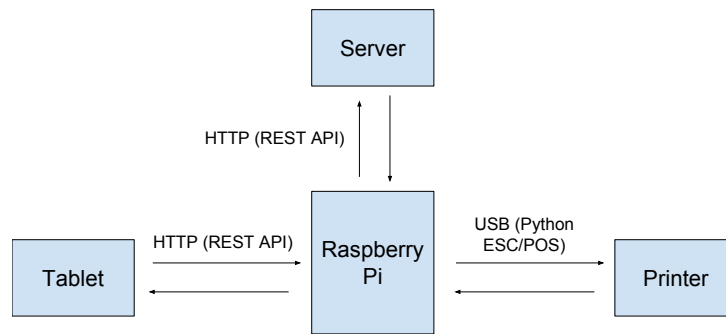 Server
HTTP (REST API)
HTTP (REST API)
USB (Python
ESC/POS)
Tablet
Raspberry
Pi
Printer